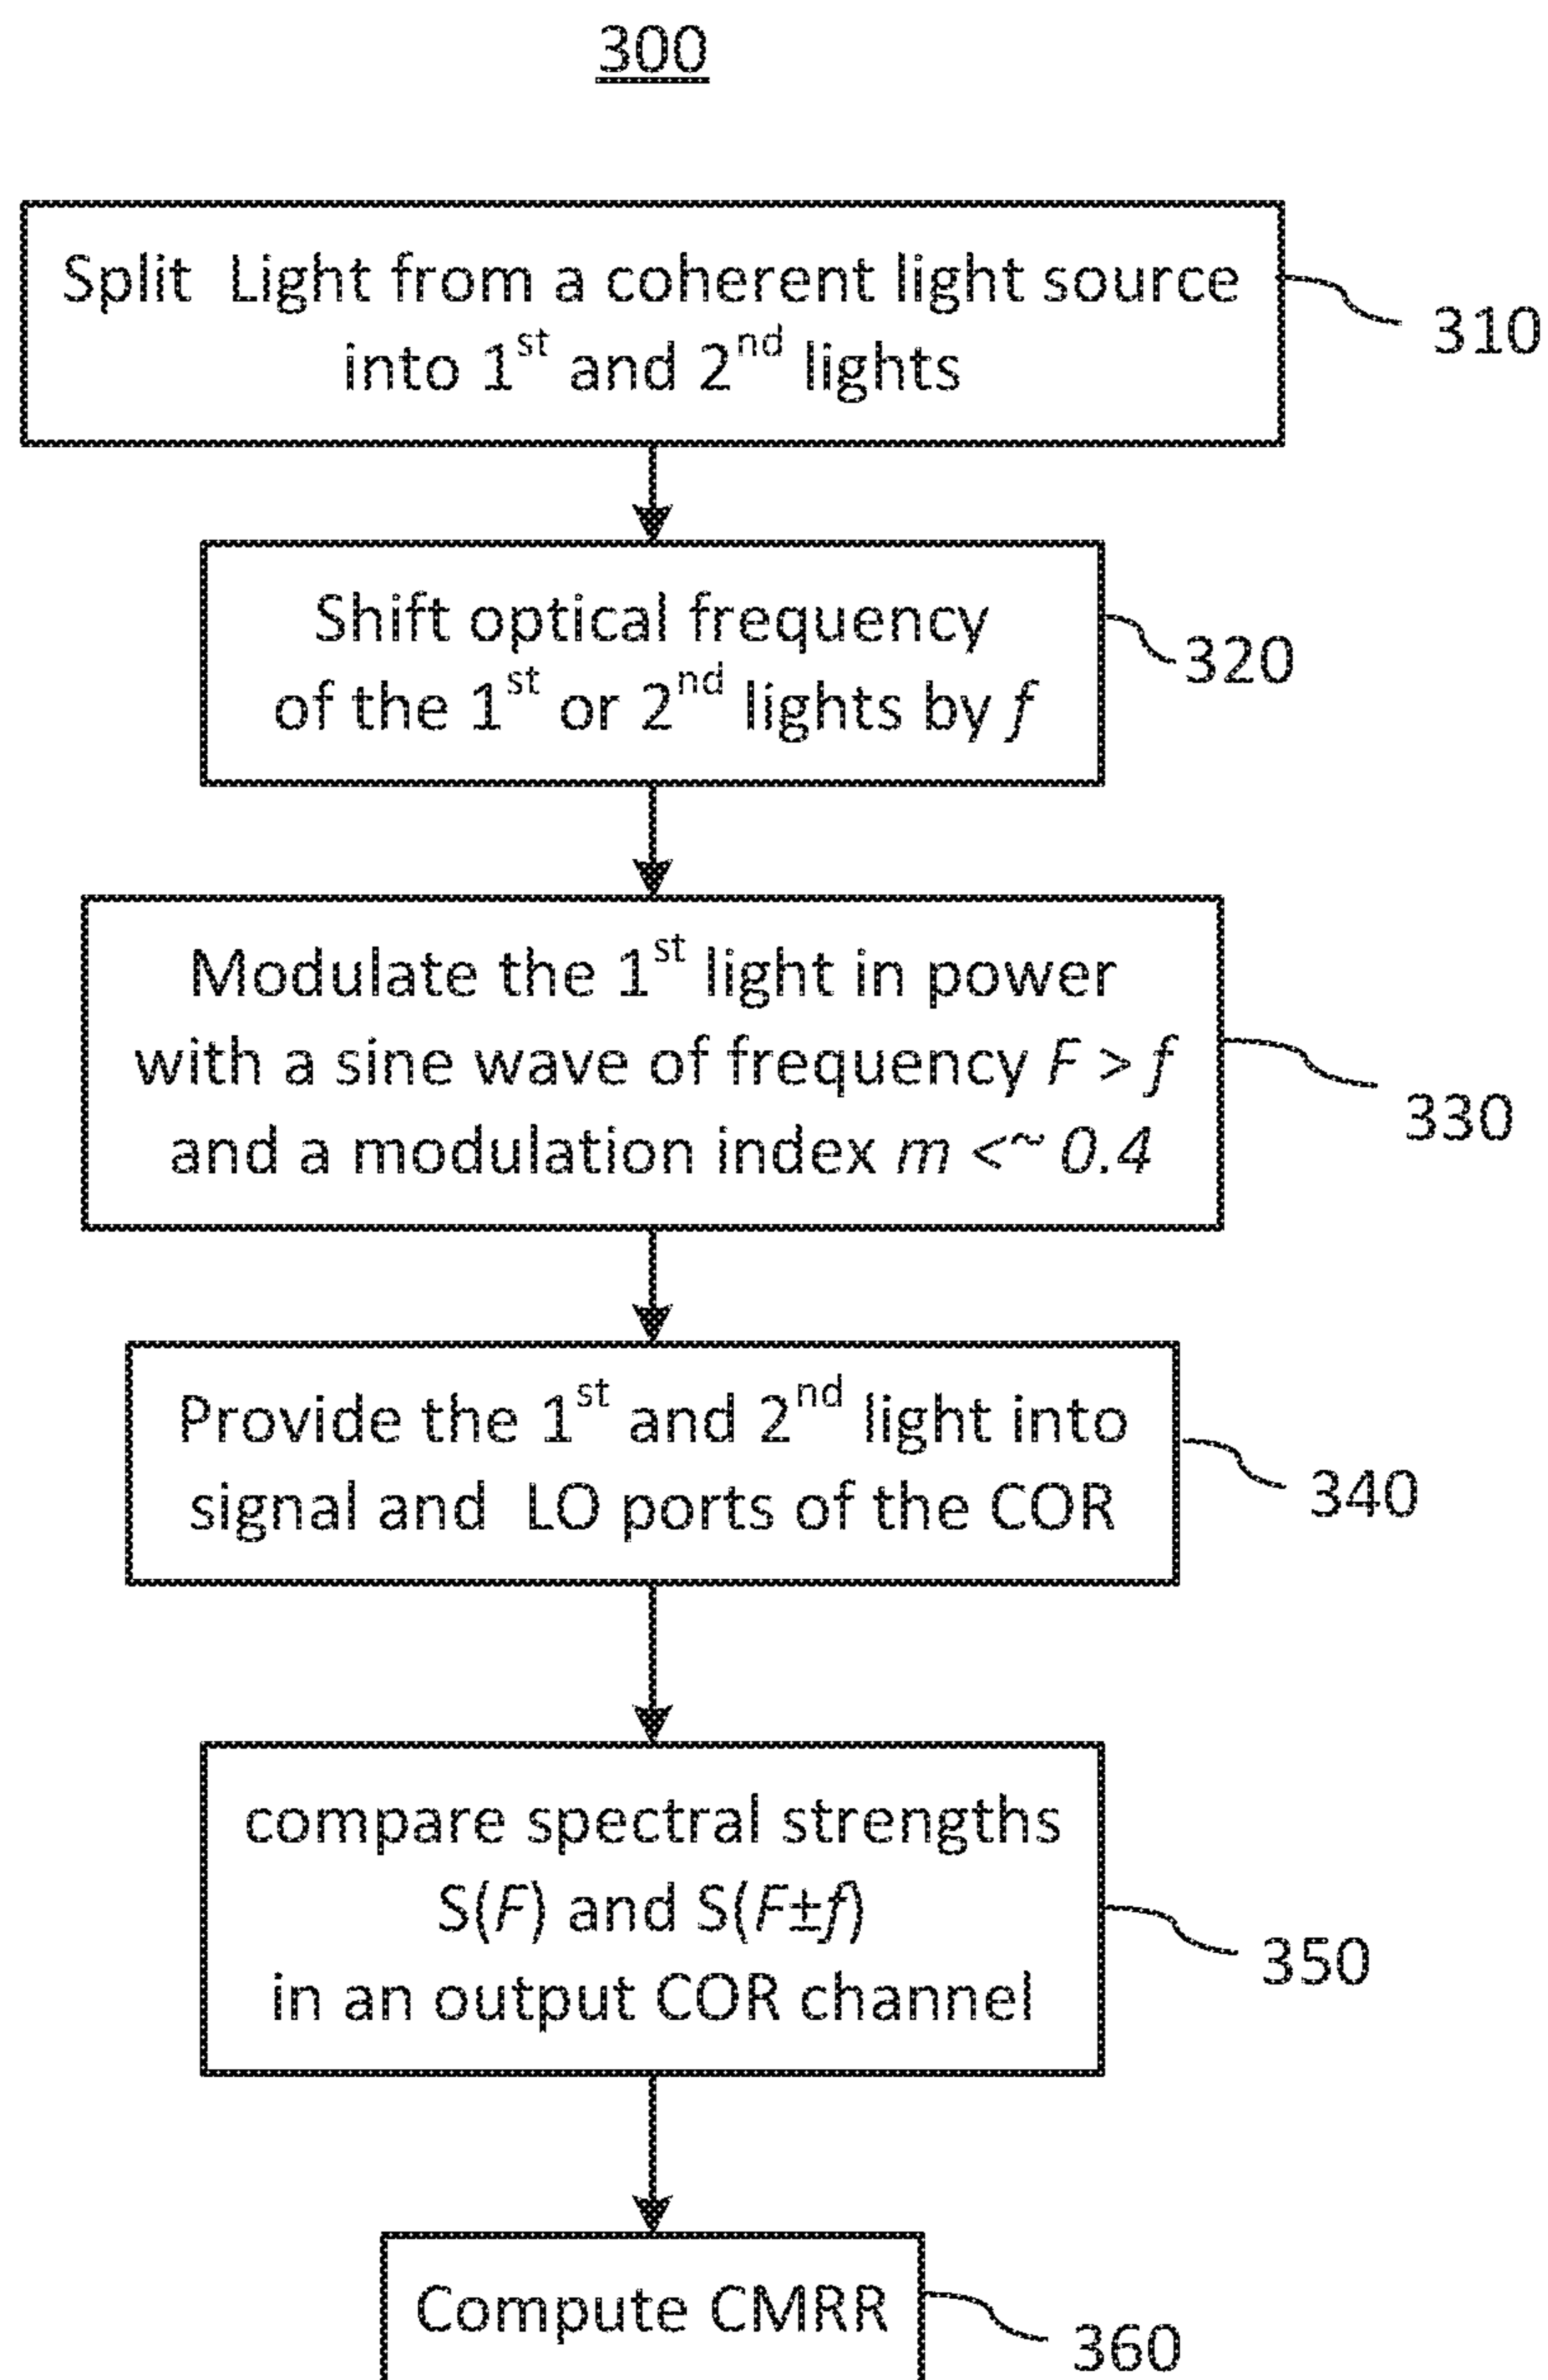 300
Split Light from a coherent light source
into 1st and 2nd lights
310
Shift optical frequency
of the 1st or 2nd lights by f
320
Modulate the 1st light in power
with a sine wave of frequency F > f
and a modulation index m <~ 0.4
330
Provide the 1st and 2nd light into
signal and LO ports of the COR
340
compare spectral strengths
S(F) and S(F±f)
in an output COR channel
350
Compute CMRR
360